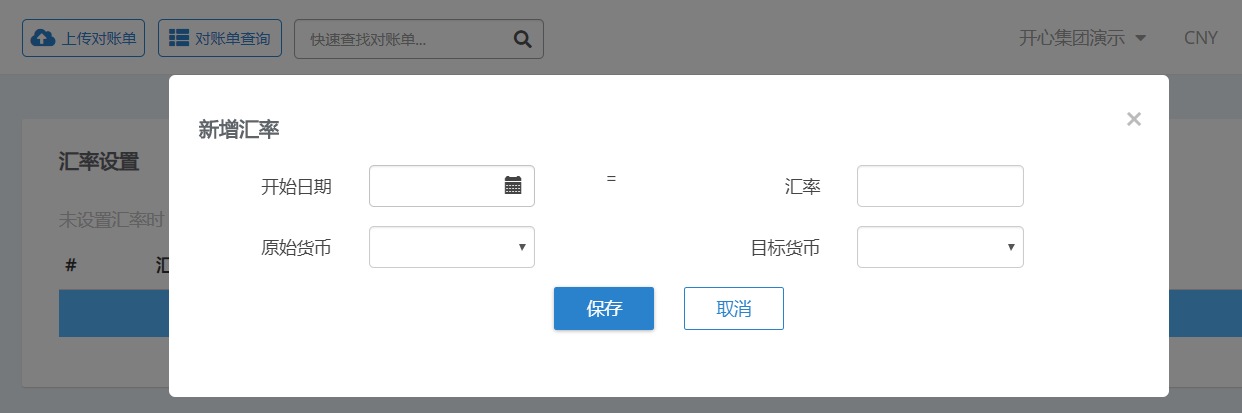 上传对账单
对账单查询
快速查找对账单...
开心集团演示
CNY
新增汇率
×
汇率设置
开始日期
=
汇率
未设置汇率时
原始货币
目标货币
#
汇
保存
取消